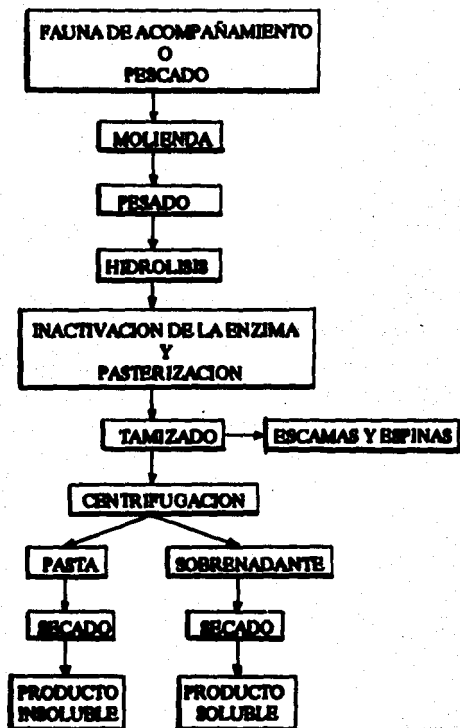 FAUNA DE ACOMPAÑAMIENTO
O
PESCADO
MOLIENDA
PESADO
HIDROLISIS
INACTIVACION DE LA ENZIMA
Y
PASTERIZACION
TAMIZADO
ESCAMAS Y ESPINAS
CENTRIFUGACION
PASTA
SOBRENADANTE
SECADO
SECADO
PRODUCTO
INSOLUBLE
PRODUCTO
SOLUBLE